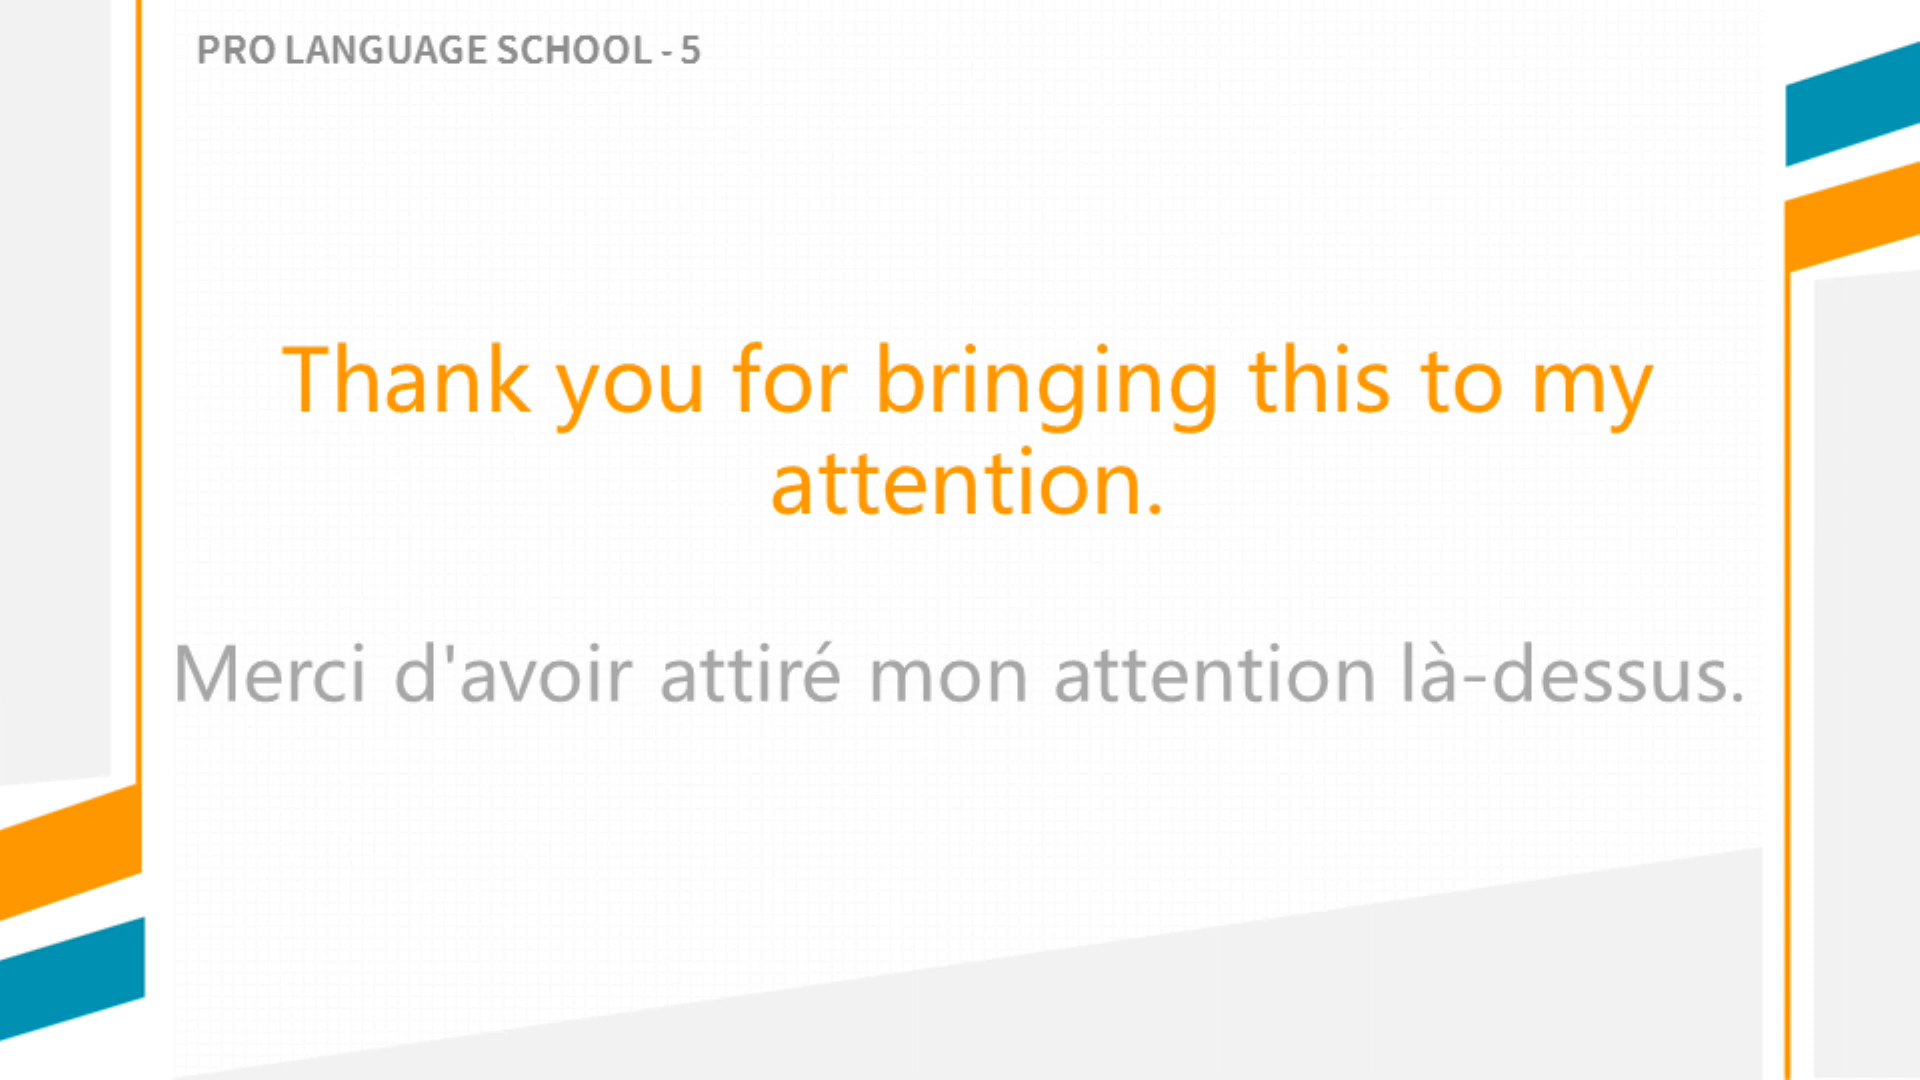 PRO LANGUAGE SCHOOL - 5
Thank you for bringing this to my
attention.
Merci d'avoir attiré mon attention là-dessus.